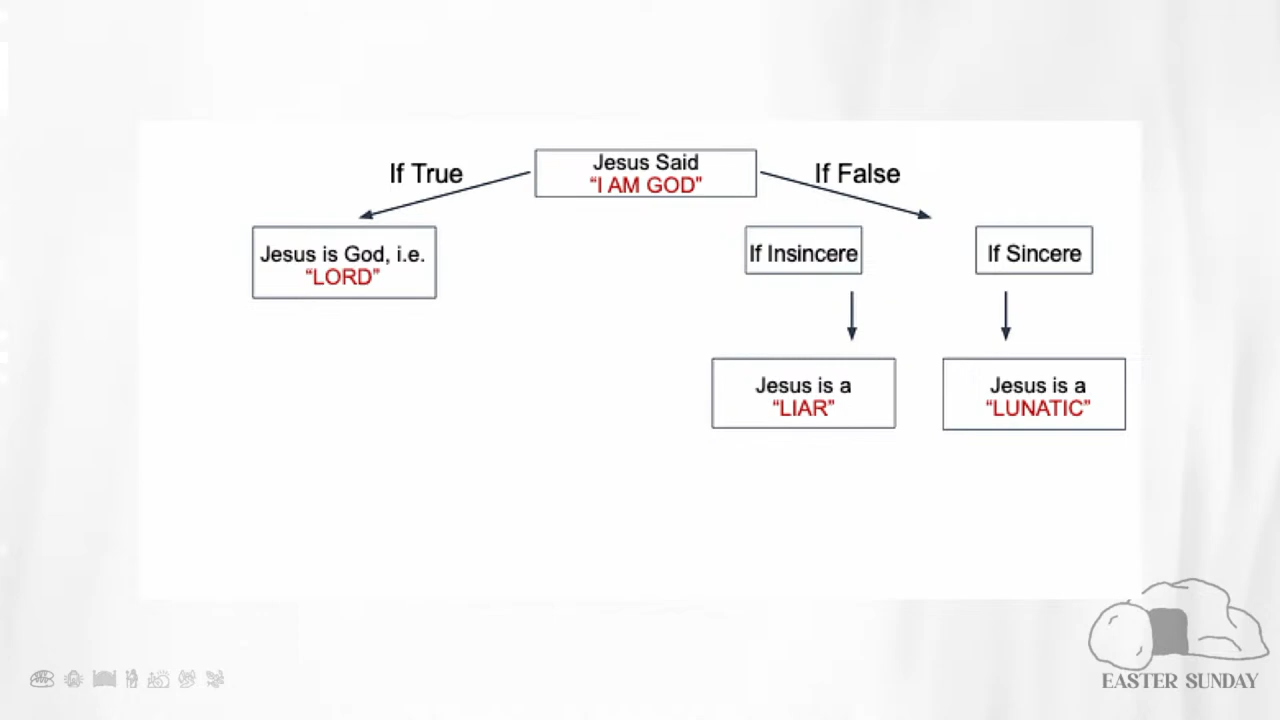 Jesus Said
“I AM GOD”
If True
If False
Jesus is God, i.e.
“LORD”
If Insincere
If Sincere
Jesus is a
“LIAR”
Jesus is a
“LUNATIC”
EASTER SUNDAY